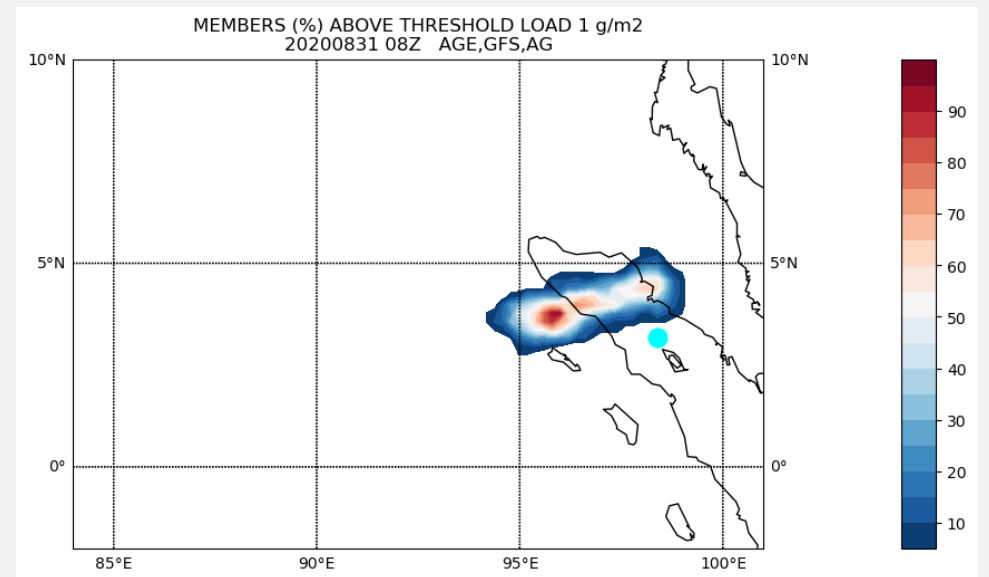 MEMBERS (%) ABOVE THRESHOLD LOAD 1 g/m2
20200831 08Z   AGE,GFS,AG
10°N
10°N
90
80
70
5°N
5°N
60
50
40
30
0°
0°
20
10
85°E
90°E
95°E
100°E